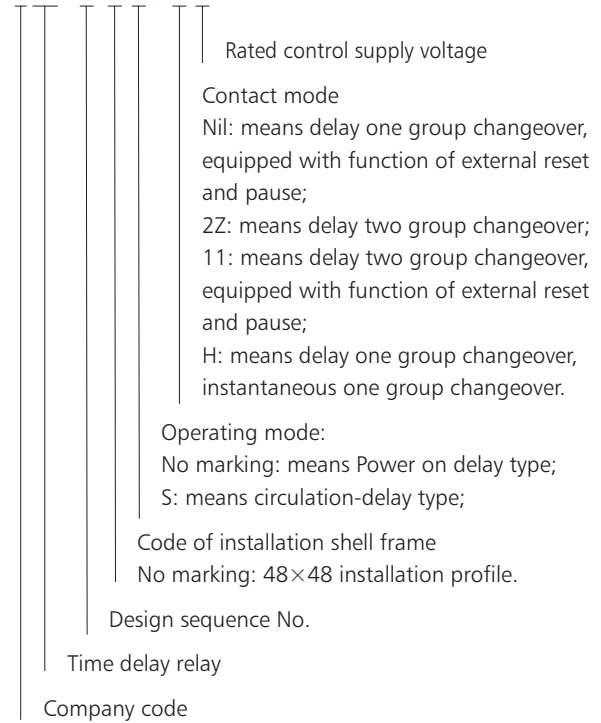 Rated control supply voltage
Contact mode
Nil: means delay one group changeover,
equipped with function of external reset
and pause;
2Z: means delay two group changeover;
11: means delay two group changeover,
equipped with function of external reset
and pause;
H: means delay one group changeover,
instantaneous one group changeover.
Operating mode:
No marking: means Power on delay type;
S: means circulation-delay type;
Code of installation shell frame
No marking: 48×48 installation profile.
Design sequence No.
Time delay relay
Company code